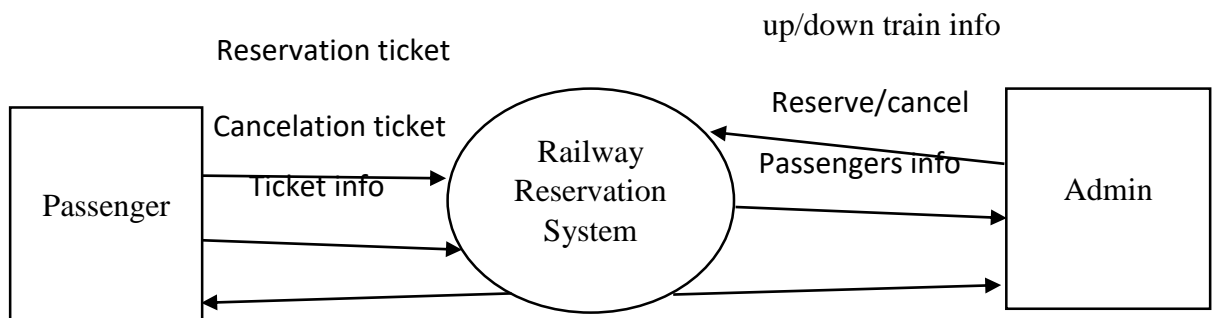 up/down train info
Reservation ticket
Reserve/cancel
Cancelation ticket
Passengers info
Ticket info
Passenger
Railway
Reservation
System
Admin